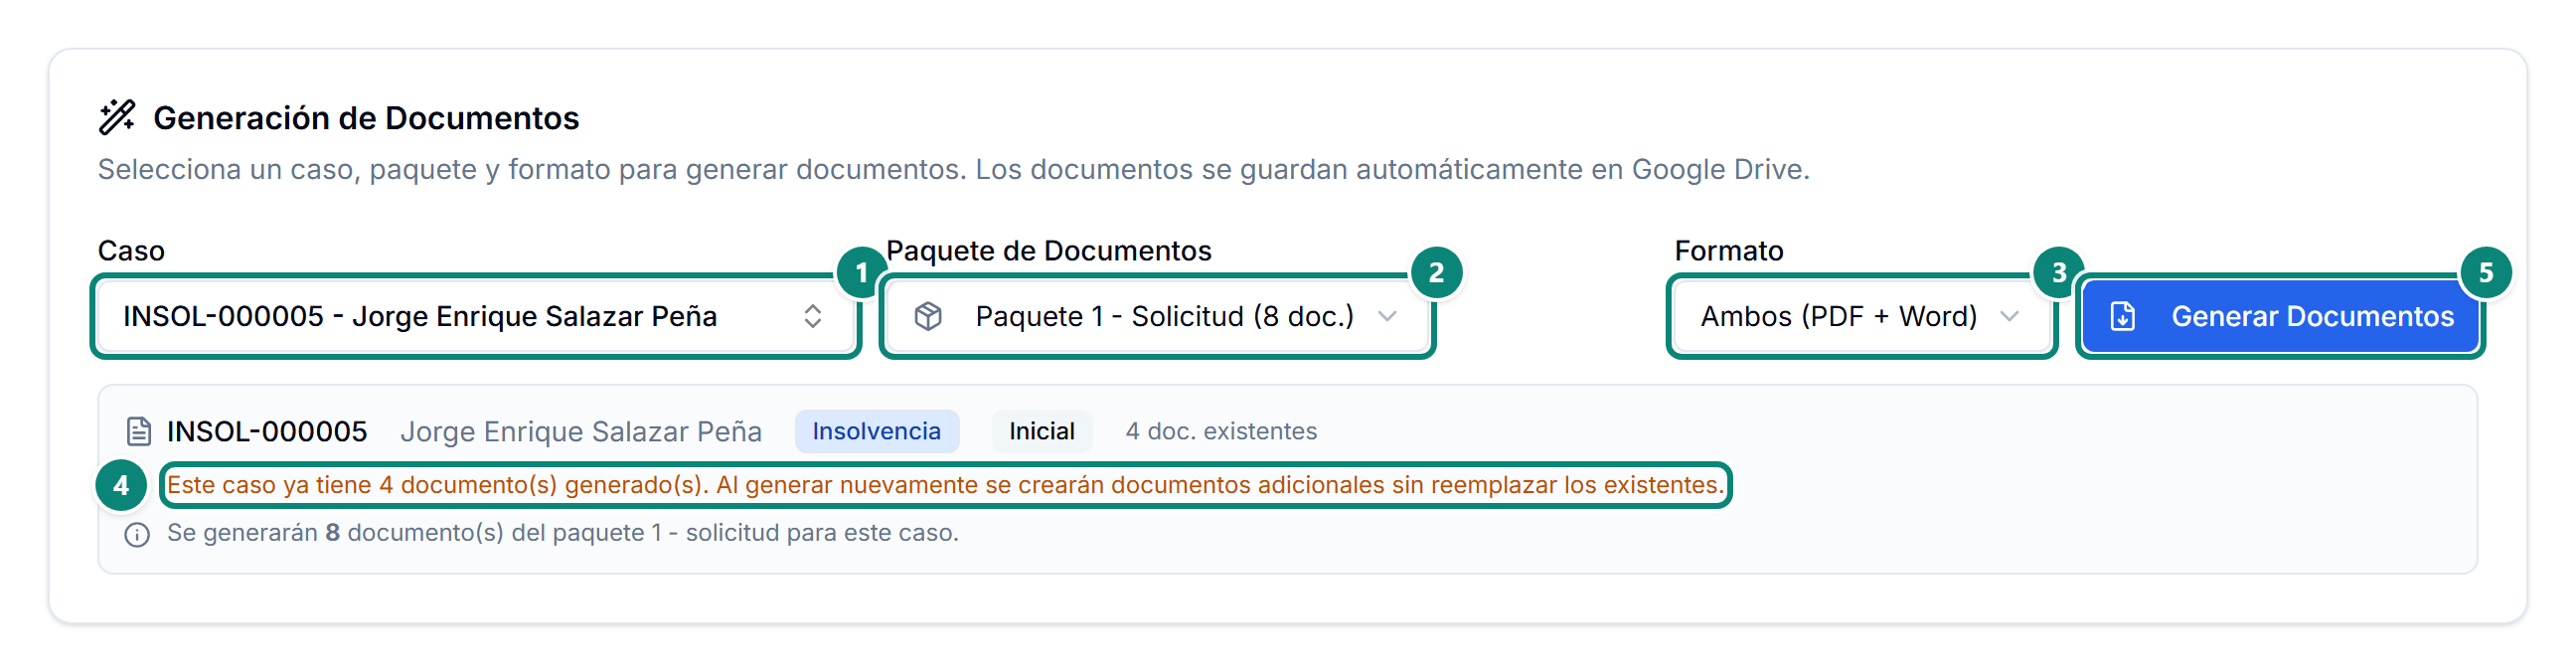 Generación de Documentos
Selecciona un caso, paquete y formato para generar documentos. Los documentos se guardan automáticamente en Google Drive.
Caso
1
Paquete de Documentos
2
Formato
3
5
INSOL-000005 - Jorge Enrique Salazar Peña
Paquete 1 - Solicitud (8 doc.)
Ambos (PDF + Word)
Generar Documentos
INSOL-000005 Jorge Enrique Salazar Peña Insolvencia Inicial 4 doc. existentes
4 Este caso ya tiene 4 documento(s) generado(s). Al generar nuevamente se crearán documentos adicionales sin reemplazar los existentes.
Se generarán 8 documento(s) del paquete 1 - solicitud para este caso.